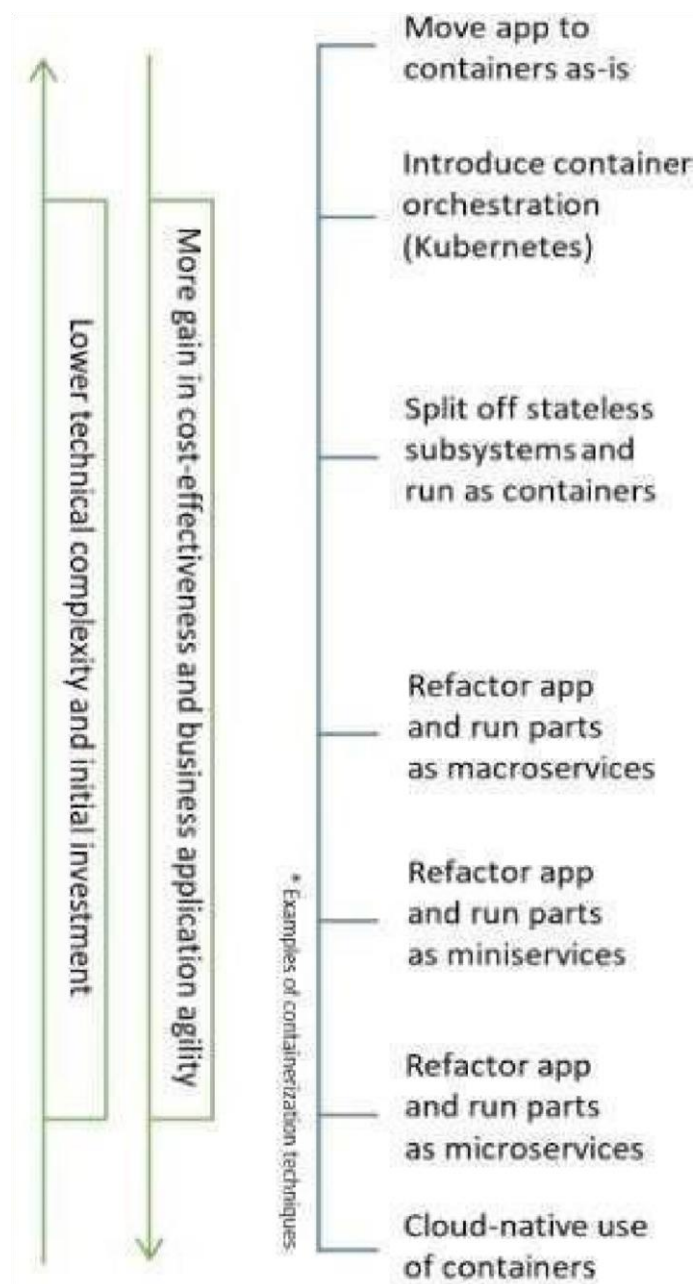 Lower technical complexity and initial investment
More gain in cost-effectiveness and business application agility
* Examples of containerization techniques
Move app to
containers as-is
Introduce container
orchestration
(Kubernetes)
Split off stateless
subsystems and
run as containers
Refactor app
and run parts
as macroservices
Refactor app
and run parts
as miniservices
Refactor app
and run parts
as microservices
Cloud-native use
of containers